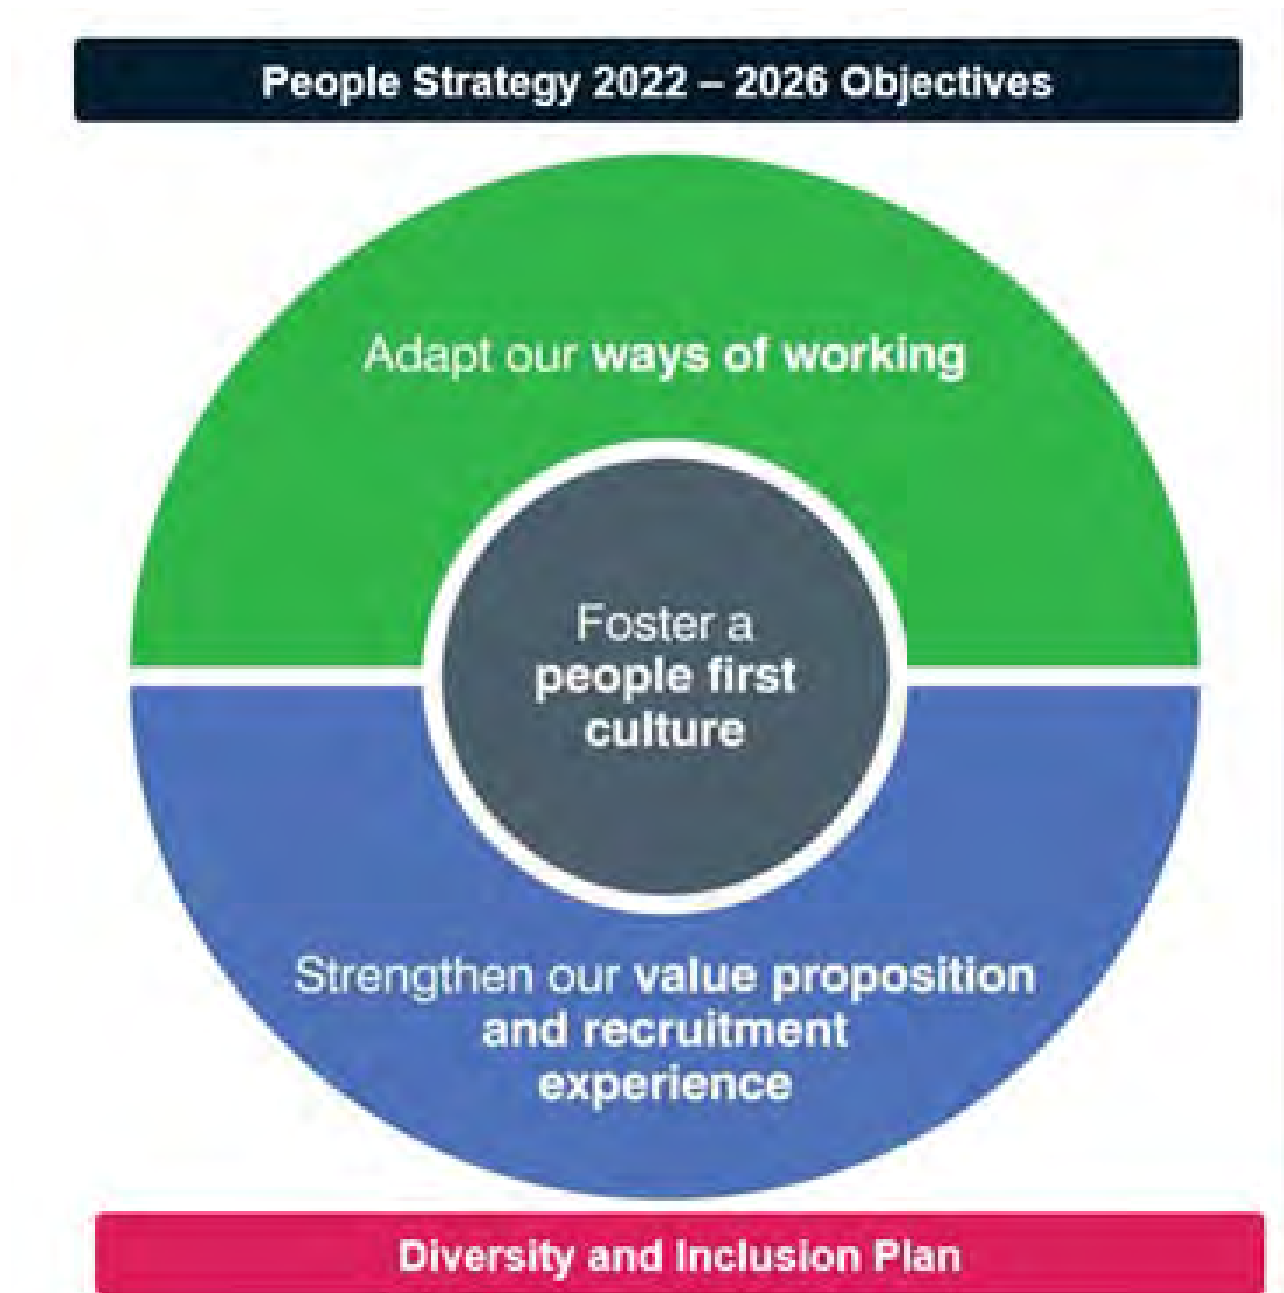 People Strategy 2022 – 2026 Objectives
Adapt our ways of working
Foster a
people first
culture
Strengthen our value proposition
and recruitment
experience
Diversity and Inclusion Plan